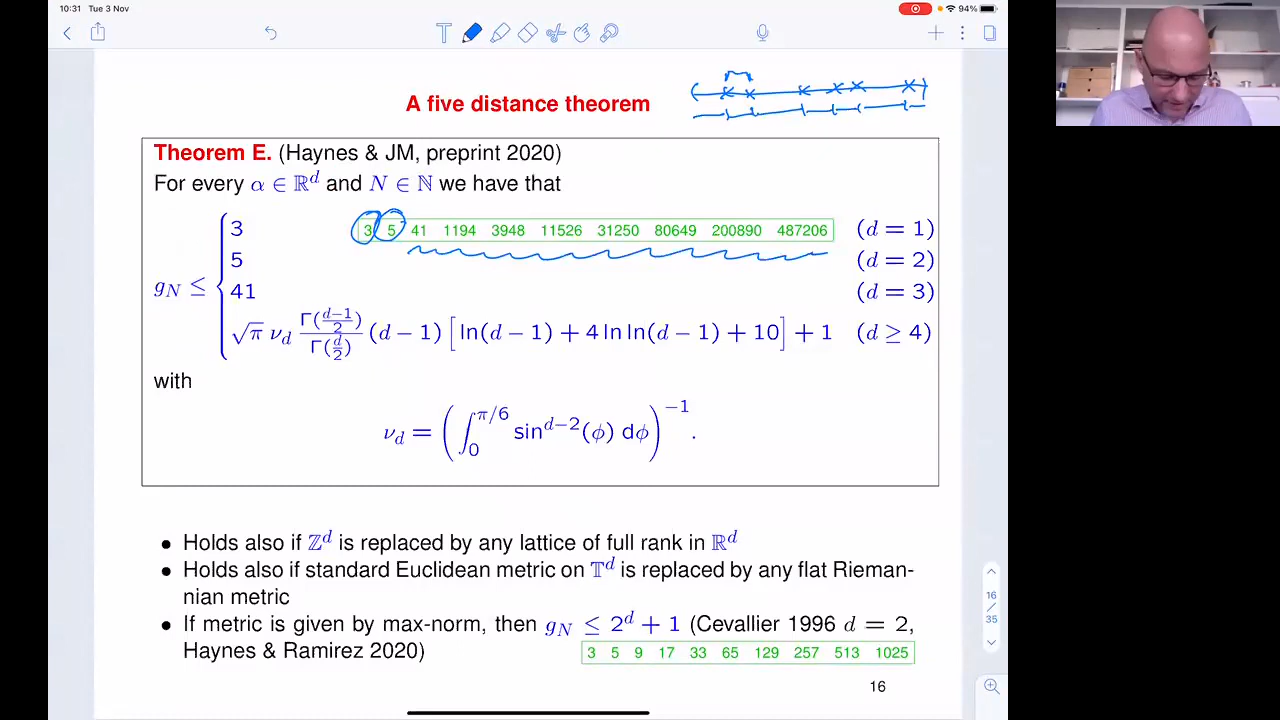 10:31 Tue 3 Nov
94%
A five distance theorem
Theorem E. (Haynes & JM, preprint 2020)
For every α ∈ ℝᵈ and N ∈ ℕ we have that
g_N ≤ { 3 (d = 1)
5 (d = 2)
41 (d = 3)
√π ν_d Γ((d−1)/2)/Γ(d/2) (d − 1) [ln(d − 1) + 4 ln ln(d − 1) + 10] + 1 (d ≥ 4)
3 5 41 1194 3948 11526 31250 80649 200890 487206
with
ν_d = (∫₀^{π/6} sin^{d−2}(ϕ) dϕ)^{−1}.
● Holds also if ℤᵈ is replaced by any lattice of full rank in ℝᵈ
● Holds also if standard Euclidean metric on 𝕋ᵈ is replaced by any flat Rieman-
nian metric
● If metric is given by max-norm, then g_N ≤ 2ᵈ + 1 (Cevallier 1996 d = 2,
Haynes & Ramirez 2020)
3 5 9 17 33 65 129 257 513 1025
16
16
/
35